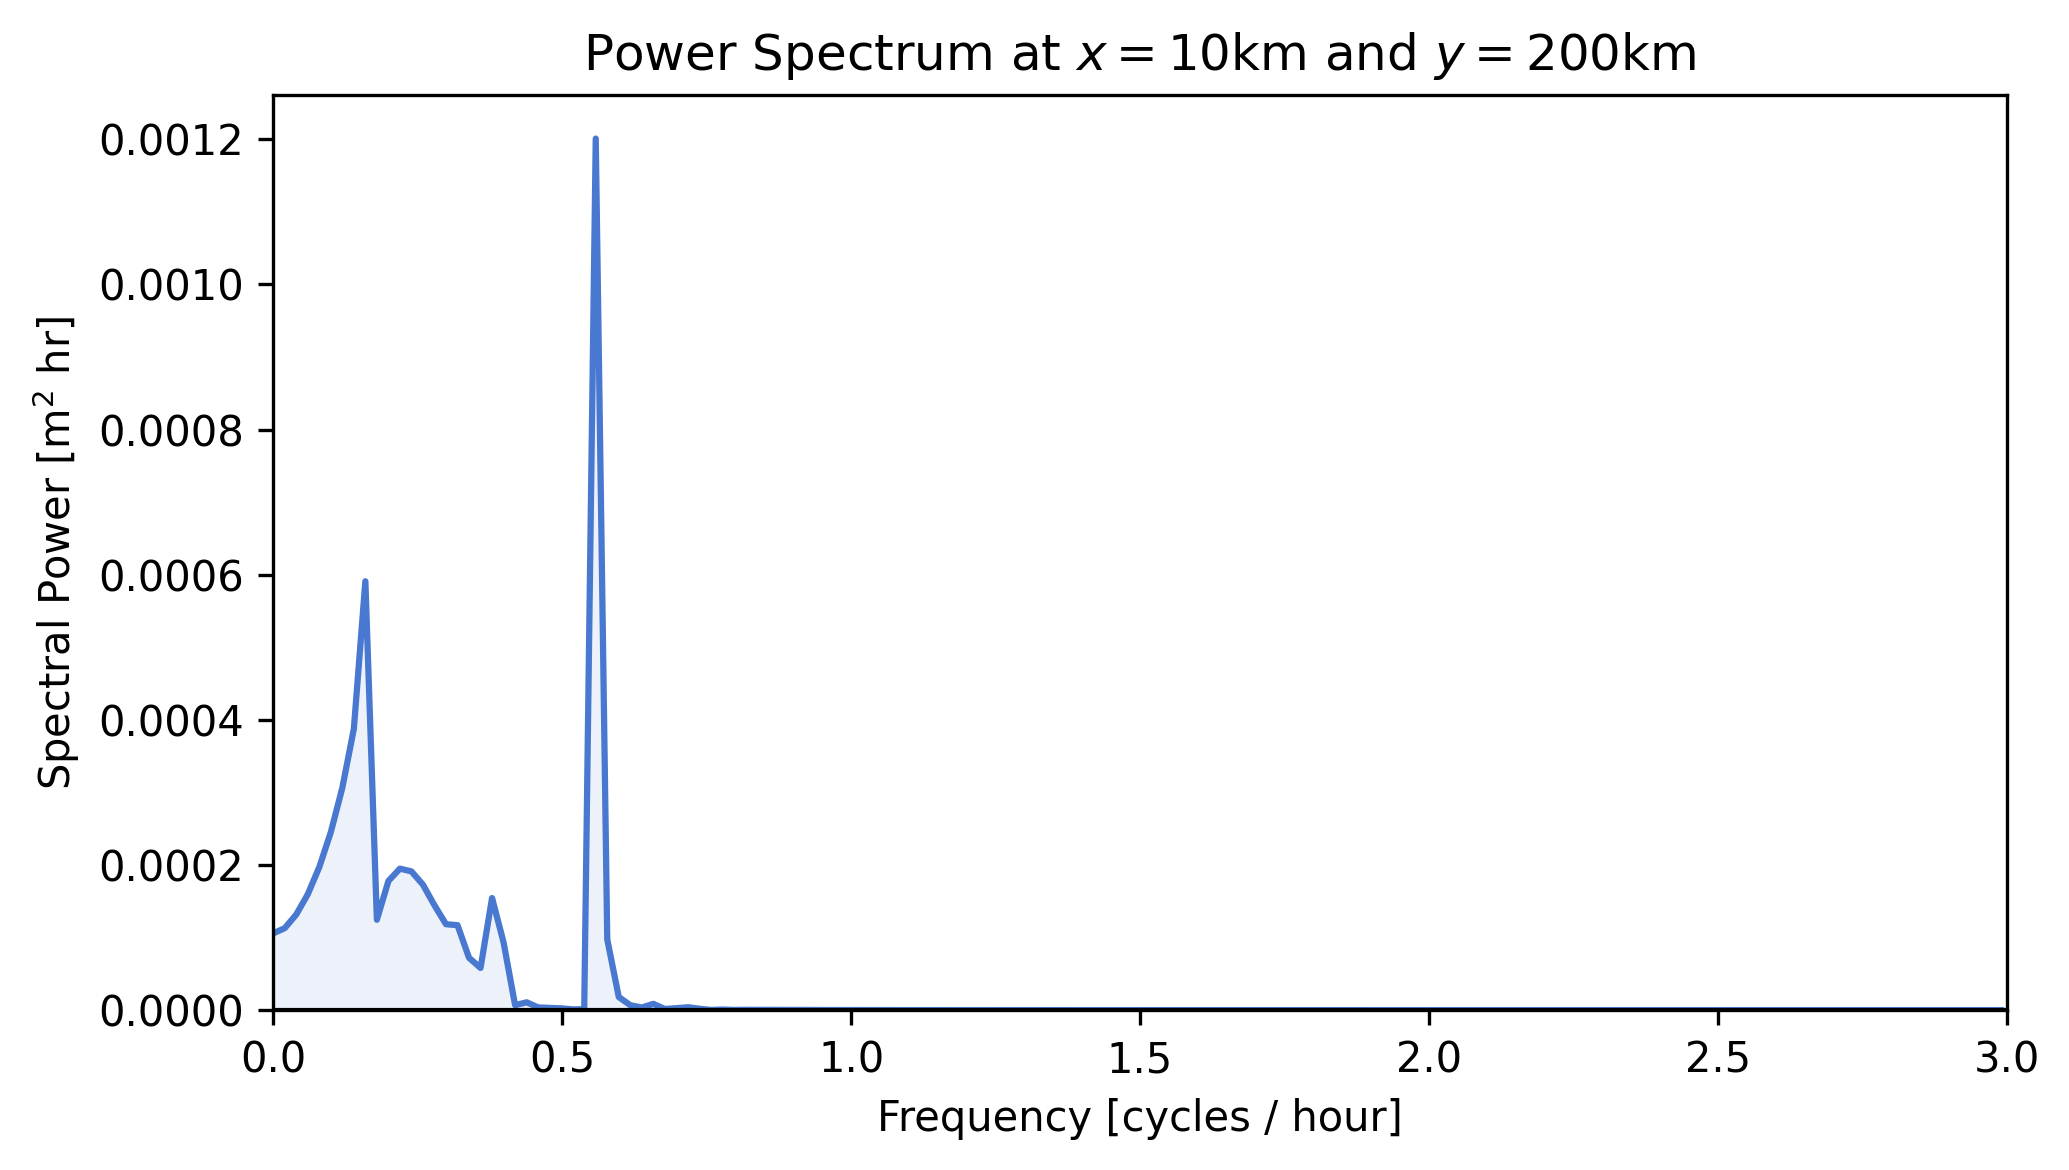 Power Spectrum at x = 10km and y = 200km
0.0012
0.0010
0.0008
0.0006
0.0004
0.0002
0.0000
Spectral Power [m² hr]
0.0 0.5 1.0 1.5 2.0 2.5 3.0
Frequency [cycles / hour]